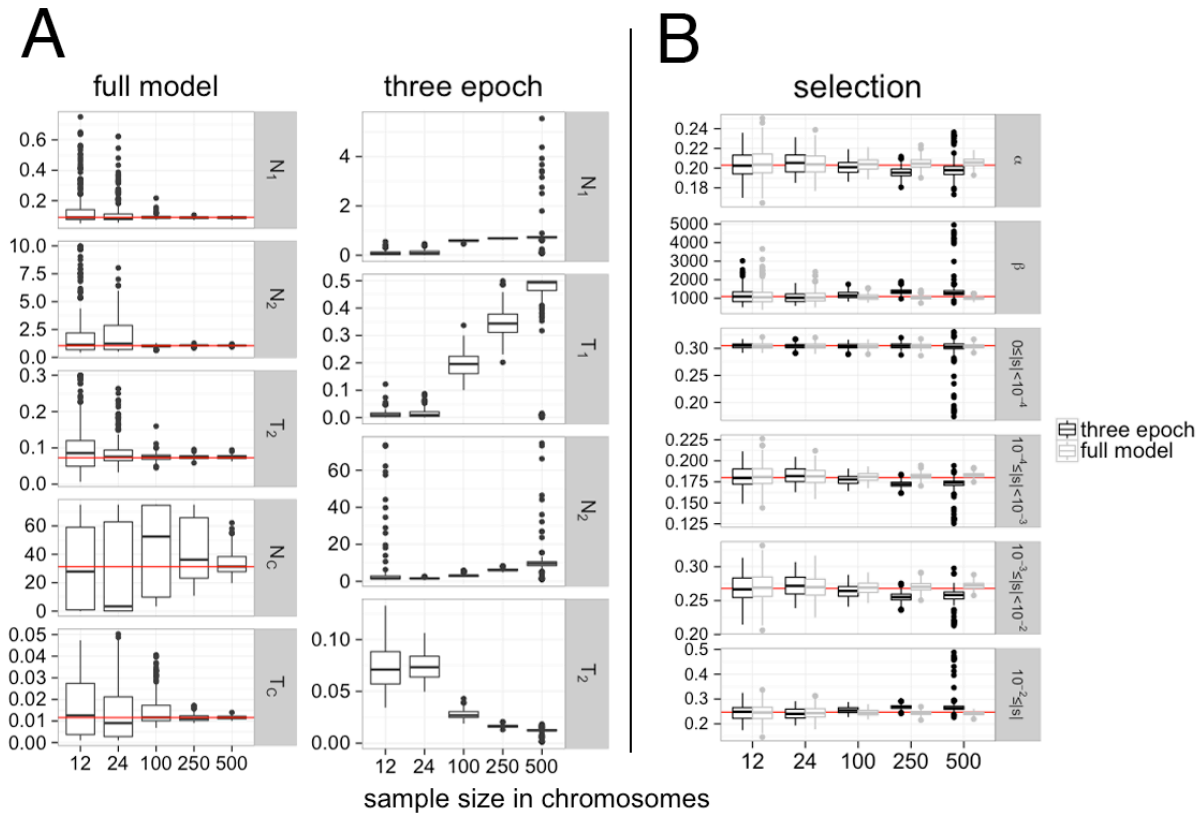 A
full model
0.6
0.4
0.2
N1
10.0
7.5
5.0
2.5
0.0
N2
0.3
0.2
0.1
0.0
T2
60
40
20
0
NC
0.05
0.04
0.03
0.02
0.01
0.00
TC
12 24 100 250 500
three epoch
4
2
0
N1
0.5
0.4
0.3
0.2
0.1
0.0
T1
60
40
20
0
N2
0.10
0.05
0.00
T2
12 24 100 250 500
sample size in chromosomes
B
selection
0.24
0.20
0.18
α
5000
4000
3000
2000
1000
β
0.30
0.25
0.20
0≤|s|<10−4
0.225
0.200
0.175
0.150
0.125
10−4≤|s|<10−3
0.30
0.25
0.20
10−3≤|s|<10−2
0.5
0.4
0.3
0.2
10−2≤|s|
12 24 100 250 500
three epoch
full model